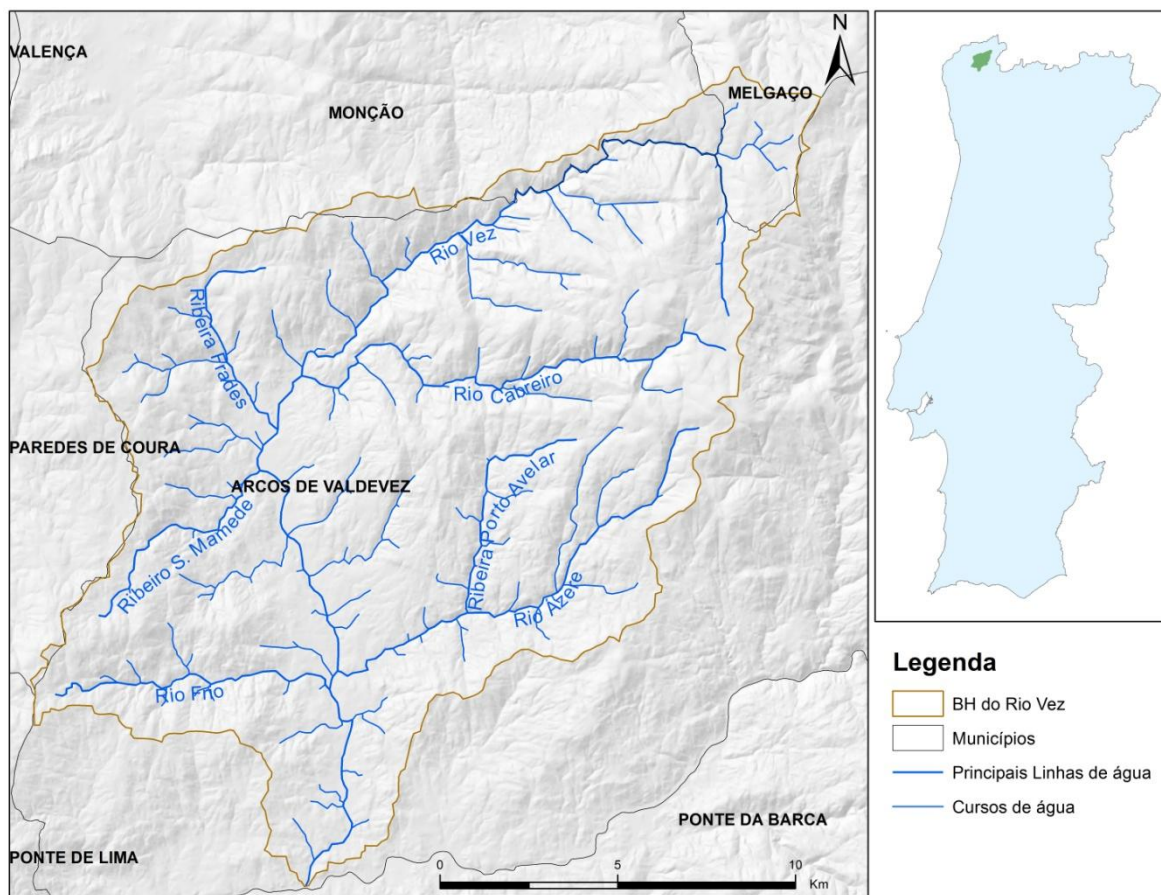 VALENÇA
MONÇÃO
MELGAÇO
N
Rio Vez
Ribeira Frades
Rio Cabreiro
PAREDES DE COURA
ARCOS DE VALDEVEZ
Ribeira Porto Avelar
Ribeiro S. Mamede
Rio Azere
Rio Frio
PONTE DA BARCA
PONTE DE LIMA
0 5 10
Km
Legenda
BH do Rio Vez
Municípios
Principais Linhas de água
Cursos de água